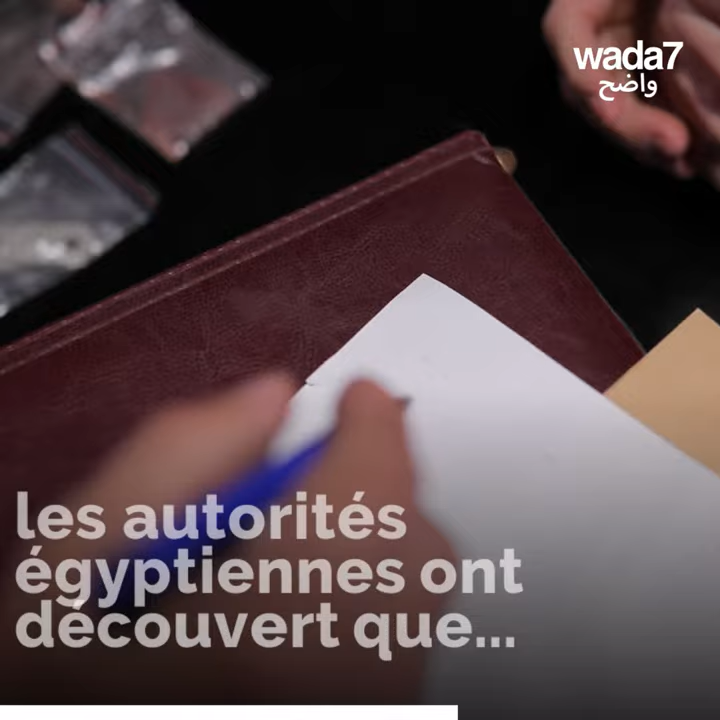 wada7
واضح
les autorités
égyptiennes ont
découvert que...